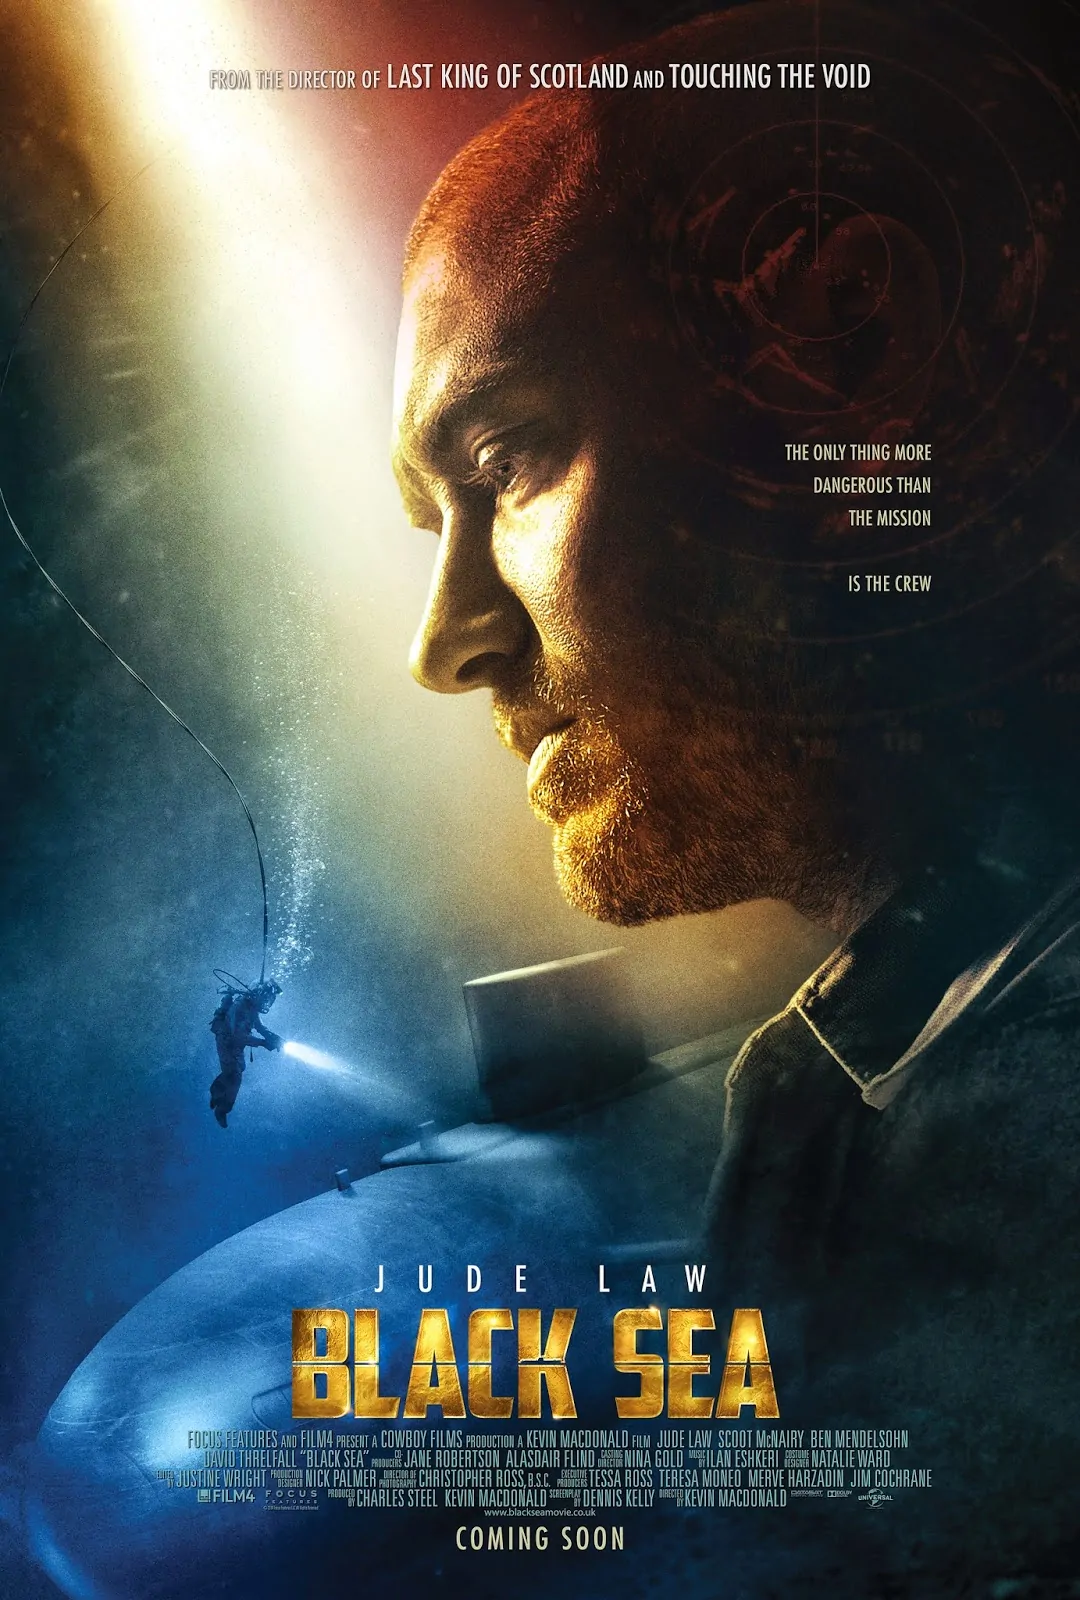 FROM THE DIRECTOR OF LAST KING OF SCOTLAND AND TOUCHING THE VOID
THE ONLY THING MORE
DANGEROUS THAN
THE MISSION
IS THE CREW
JUDE LAW
BLACK SEA
FOCUS FEATURES AND FILM4 PRESENT A COWBOY FILMS PRODUCTION A KEVIN MACDONALD FILM JUDE LAW SCOOT McNAIRY BEN MENDELSOHN
DAVID THRELFALL "BLACK SEA" CO-PRODUCERS JANE ROBERTSON ALASDAIR FLIND CASTING DIRECTOR NINA GOLD MUSIC BY ILAN ESHKERI COSTUME DESIGNER NATALIE WARD
EDITED BY JUSTINE WRIGHT PRODUCTION DESIGNER NICK PALMER DIRECTOR OF PHOTOGRAPHY CHRISTOPHER ROSS, B.S.C. EXECUTIVE PRODUCERS TESSA ROSS TERESA MONEO MERVE HARZADIN JIM COCHRANE
FILM4 FOCUS FEATURES PRODUCED BY CHARLES STEEL KEVIN MACDONALD SCREENPLAY BY DENNIS KELLY DIRECTED BY KEVIN MACDONALD DOLBY UNIVERSAL
www.blackseamovie.co.uk
COMING SOON